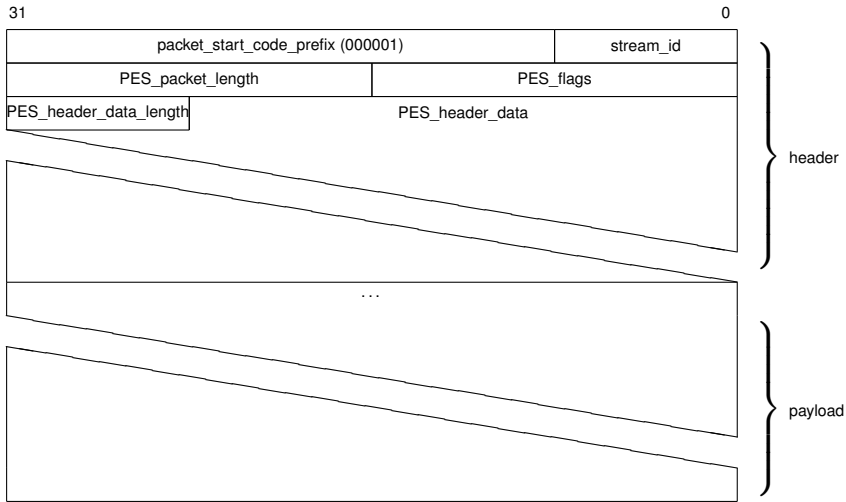 31 0
packet_start_code_prefix (000001) stream_id
PES_packet_length PES_flags
PES_header_data_length PES_header_data
header
...
payload